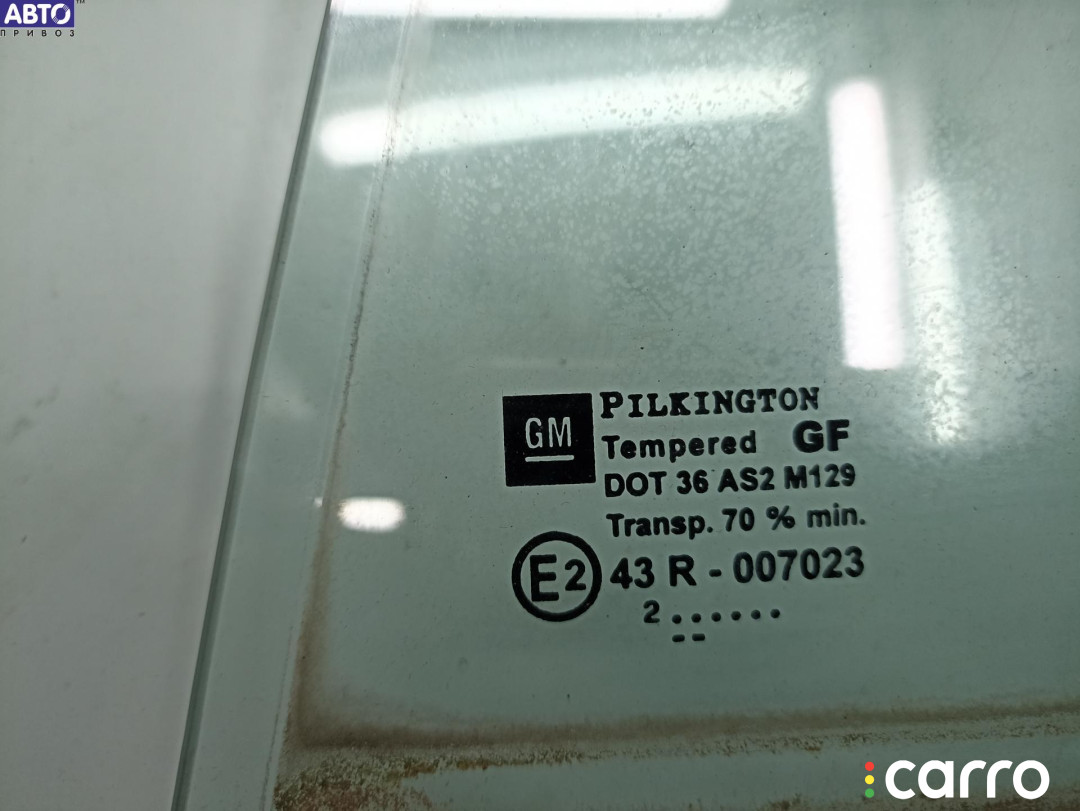 АВТО
ПРИВОЗ
PILKINGTON
GM
Tempered GF
DOT 36 AS2 M129
Transp. 70 % min.
E2 43 R - 007023
2 . . . . . .
carro